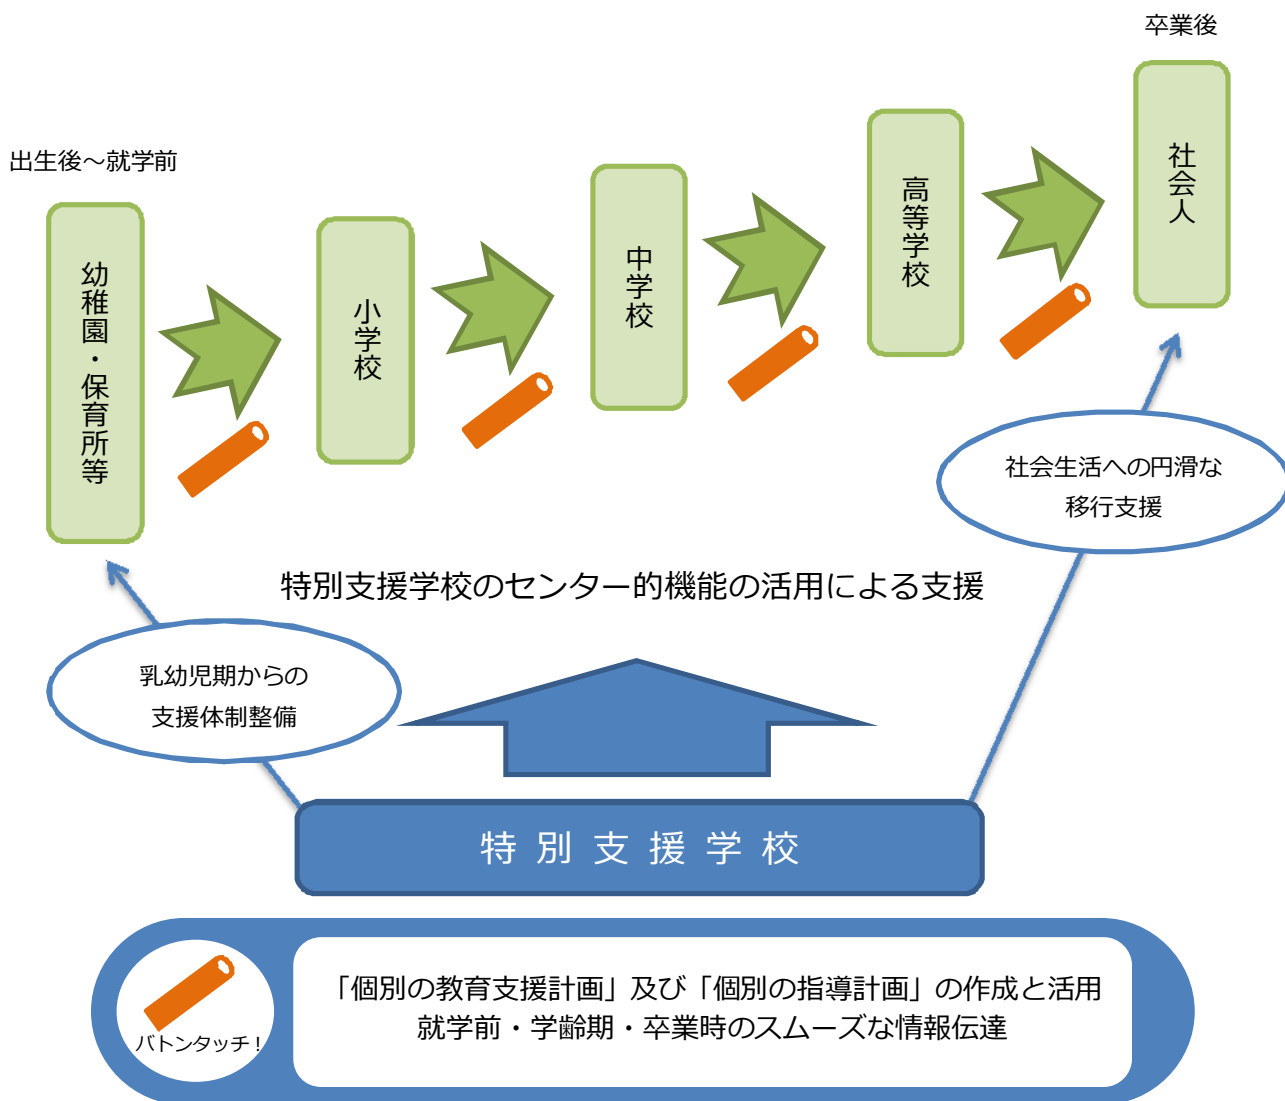 卒業後
出生後～就学前
幼稚園・保育所等
小学校
中学校
高等学校
社会人
社会生活への円滑な
移行支援
特別支援学校のセンター的機能の活用による支援
乳幼児期からの
支援体制整備
特別支援学校
「個別の教育支援計画」及び「個別の指導計画」の作成と活用
就学前・学齢期・卒業時のスムーズな情報伝達
バトンタッチ！